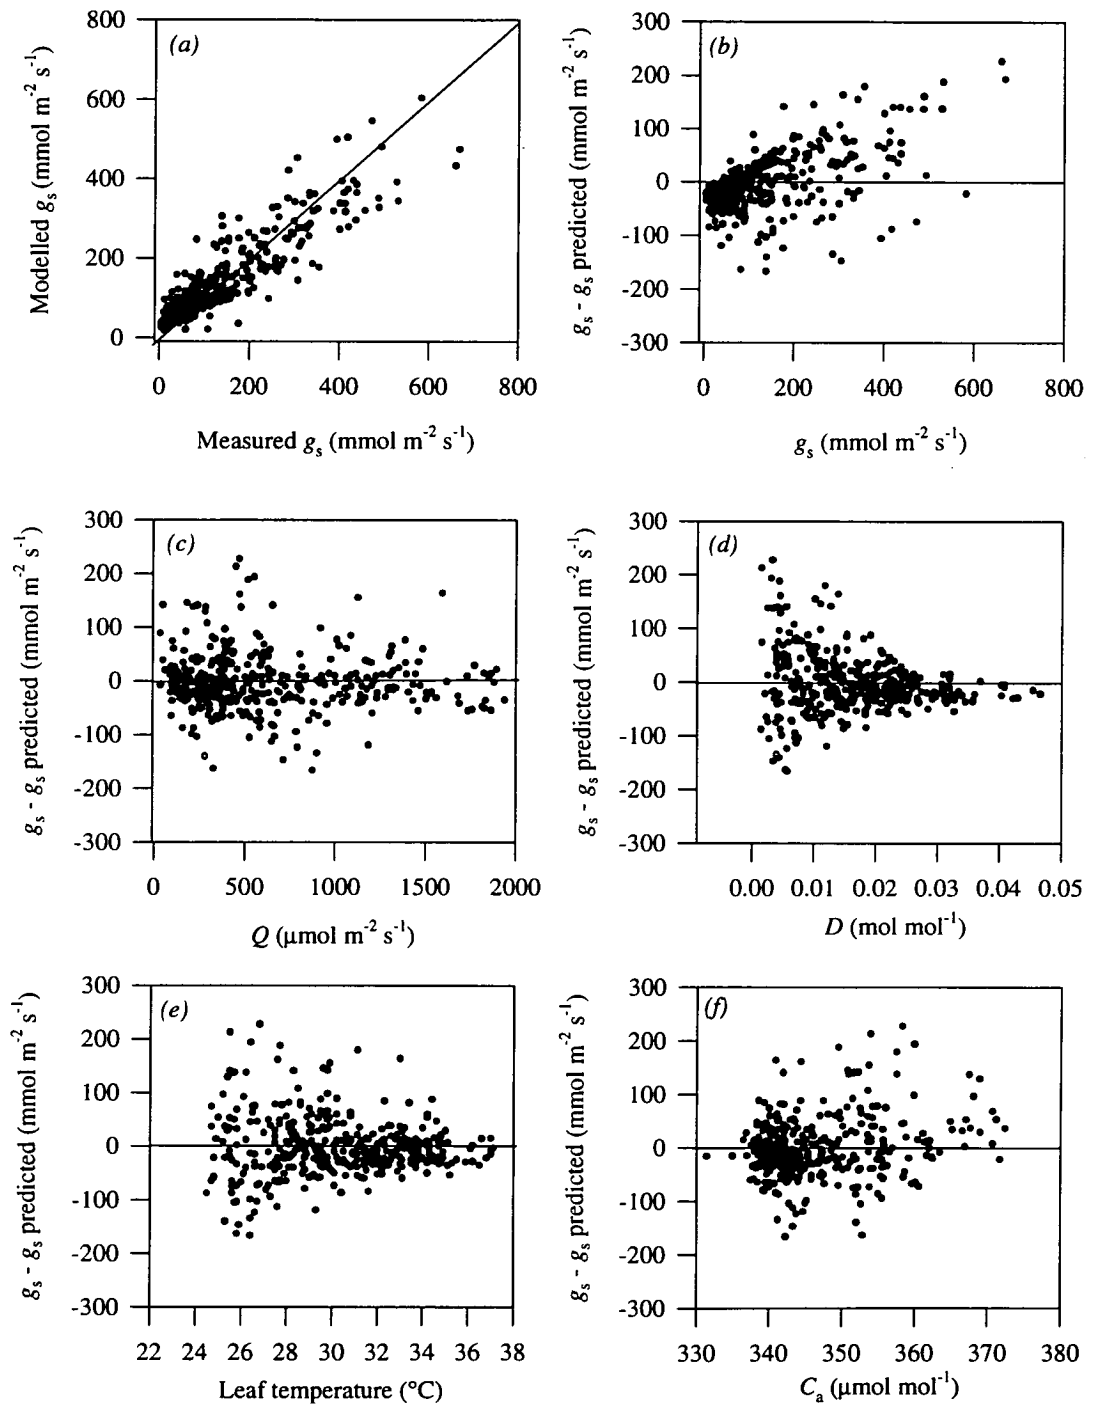 (a)
800
600
400
200
0
Modelled gs (mmol m-2 s-1)
0 200 400 600 800
Measured gs (mmol m-2 s-1)
(b)
300
200
100
0
-100
-200
-300
gs - gs predicted (mmol m-2 s-1)
0 200 400 600 800
gs (mmol m-2 s-1)
(c)
300
200
100
0
-100
-200
-300
gs - gs predicted (mmol m-2 s-1)
0 500 1000 1500 2000
Q (μmol m-2 s-1)
(d)
300
200
100
0
-100
-200
-300
gs - gs predicted (mmol m-2 s-1)
0.00 0.01 0.02 0.03 0.04 0.05
D (mol mol-1)
(e)
300
200
100
0
-100
-200
-300
gs - gs predicted (mmol m-2 s-1)
22 24 26 28 30 32 34 36 38
Leaf temperature (°C)
(f)
300
200
100
0
-100
-200
-300
gs - gs predicted (mmol m-2 s-1)
330 340 350 360 370 380
Ca (μmol mol-1)